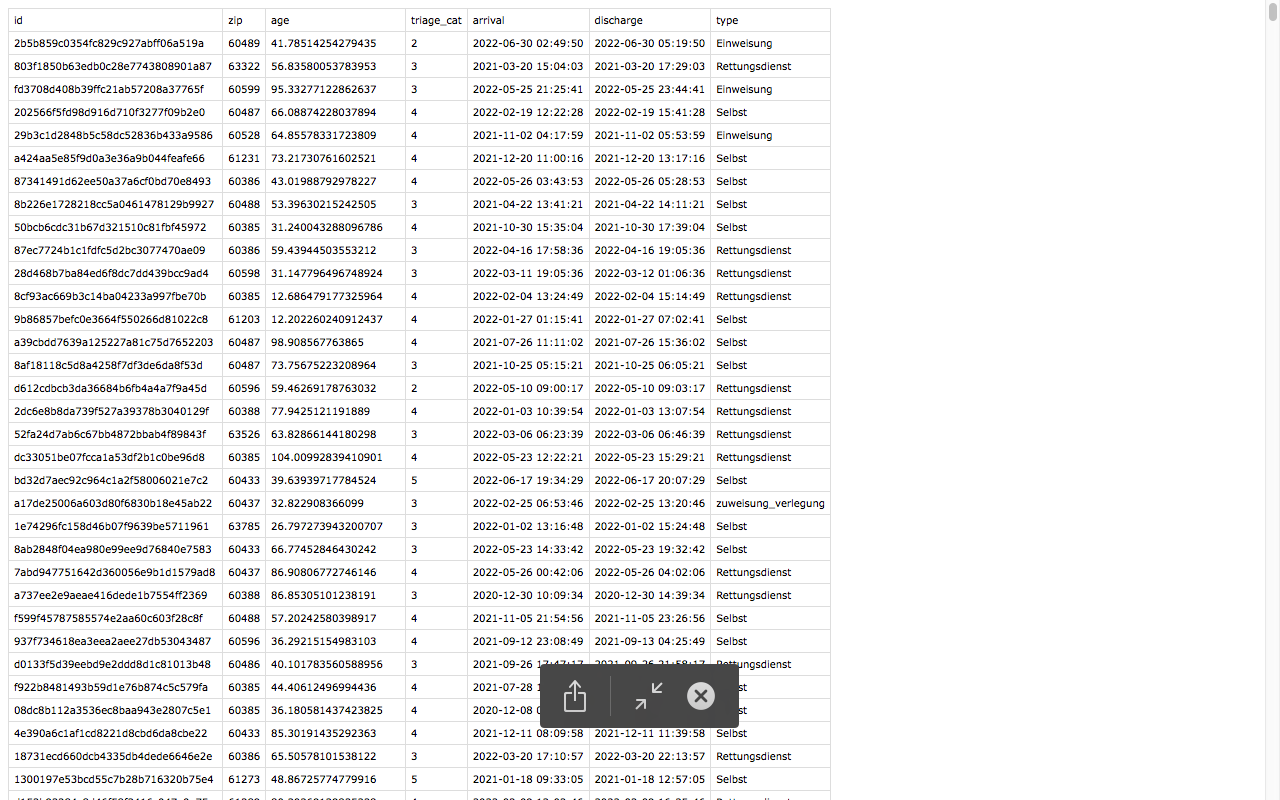 id zip age triage_cat arrival discharge type
2b5b859c0354fc829c927abff06a519a 60489 41.78514254279435 2 2022-06-30 02:49:50 2022-06-30 05:19:50 Einweisung
803f1850b63edb0c28e7743808901a87 63322 56.83580053783953 3 2021-03-20 15:04:03 2021-03-20 17:29:03 Rettungsdienst
fd3708d408b39ffc21ab57208a37765f 60599 95.33277122862637 3 2022-05-25 21:25:41 2022-05-25 23:44:41 Einweisung
202566f5fd98d916d710f3277f09b2e0 60487 66.08874228037894 4 2022-02-19 12:22:28 2022-02-19 15:41:28 Selbst
29b3c1d2848b5c58dc52836b433a9586 60528 64.85578331723809 4 2021-11-02 04:17:59 2021-11-02 05:53:59 Einweisung
a424aa5e85f9d0a3e36a9b044feafe66 61231 73.21730761602521 4 2021-12-20 11:00:16 2021-12-20 13:17:16 Selbst
87341491d62ee50a37a6cf0bd70e8493 60386 43.01988792978227 4 2022-05-26 03:43:53 2022-05-26 05:28:53 Selbst
8b226e1728218cc5a0461478129b9927 60488 53.39630215242505 3 2021-04-22 13:41:21 2021-04-22 14:11:21 Selbst
50bcb6cdc31b67d321510c81fbf45972 60385 31.240043288096786 4 2021-10-30 15:35:04 2021-10-30 17:39:04 Selbst
87ec7724b1c1fdfc5d2bc3077470ae09 60386 59.43944503553212 3 2022-04-16 17:58:36 2022-04-16 19:05:36 Rettungsdienst
28d468b7ba84ed6f8dc7dd439bcc9ad4 60598 31.147796496748924 3 2022-03-11 19:05:36 2022-03-12 01:06:36 Rettungsdienst
8cf93ac669b3c14ba04233a997fbe70b 60385 12.686479177325964 4 2022-02-04 13:24:49 2022-02-04 15:14:49 Rettungsdienst
9b86857befc0e3664f550266d81022c8 61203 12.202260240912437 4 2022-01-27 01:15:41 2022-01-27 07:02:41 Selbst
a39cbdd7639a125227a81c75d7652203 60487 98.908567763865 4 2021-07-26 11:11:02 2021-07-26 15:36:02 Selbst
8af18118c5d8a4258f7df3de6da8f53d 60487 73.75675223208964 3 2021-10-25 05:15:21 2021-10-25 06:05:21 Selbst
d612cdbcb3da36684b6fb4a4a7f9a45d 60596 59.46269178763032 2 2022-05-10 09:00:17 2022-05-10 09:03:17 Rettungsdienst
2dc6e8b8da739f527a39378b3040129f 60388 77.9425121191889 4 2022-01-03 10:39:54 2022-01-03 13:07:54 Rettungsdienst
52fa24d7ab6c67bb4872bbab4f89843f 63526 63.82866144180298 3 2022-03-06 06:23:39 2022-03-06 06:46:39 Rettungsdienst
dc33051be07fcca1a53df2b1c0be96d8 60385 104.00992839410901 4 2022-05-23 12:22:21 2022-05-23 15:29:21 Rettungsdienst
bd32d7aec92c964c1a2f58006021e7c2 60433 39.63939717784524 5 2022-06-17 19:34:29 2022-06-17 20:07:29 Selbst
a17de25006a603d80f6830b18e45ab22 60437 32.822908366099 3 2022-02-25 06:53:46 2022-02-25 13:20:46 zuweisung_verlegung
1e74296fc158d46b07f9639be5711961 63785 26.797273943200707 3 2022-01-02 13:16:48 2022-01-02 15:24:48 Selbst
8ab2848f04ea980e99ee9d76840e7583 60433 66.77452846430242 3 2022-05-23 14:33:42 2022-05-23 19:32:42 Selbst
7abd947751642d360056e9b1d1579ad8 60437 86.90806772746146 4 2022-05-26 00:42:06 2022-05-26 04:02:06 Rettungsdienst
a737ee2e9aeae416dede1b7554ff2369 60388 86.85305101238191 3 2020-12-30 10:09:34 2020-12-30 14:39:34 Rettungsdienst
f599f45787585574e2aa60c603f28c8f 60488 57.20242580398917 4 2021-11-05 21:54:56 2021-11-05 23:26:56 Selbst
937f734618ea3eea2aee27db53043487 60596 36.29215154983103 4 2021-09-12 23:08:49 2021-09-13 04:25:49 Selbst
d0133f5d39eebd9e2ddd8d1c81013b48 60486 40.101783560588956 3 2021-09-26 17:47:17 2021-09-26 21:58:17 Rettungsdienst
f922b8481493b59d1e76b874c5c579fa 60385 44.40612496994436 4 2021-07-28
08dc8b112a3536ec8baa943e2807c5e1 60385 36.180581437423825 4 2020-12-08
4e390a6c1af1cd8221d8cbd6da8cbe22 60433 85.30191435292363 4 2021-12-11 08:09:58 2021-12-11 11:39:58 Selbst
18731ecd660dcb4335db4dede6646e2e 60386 65.50578101538122 3 2022-03-20 17:10:57 2022-03-20 22:13:57 Rettungsdienst
1300197e53bcd55c7b28b716320b75e4 61273 48.86725774779916 5 2021-01-18 09:33:05 2021-01-18 12:57:05 Selbst